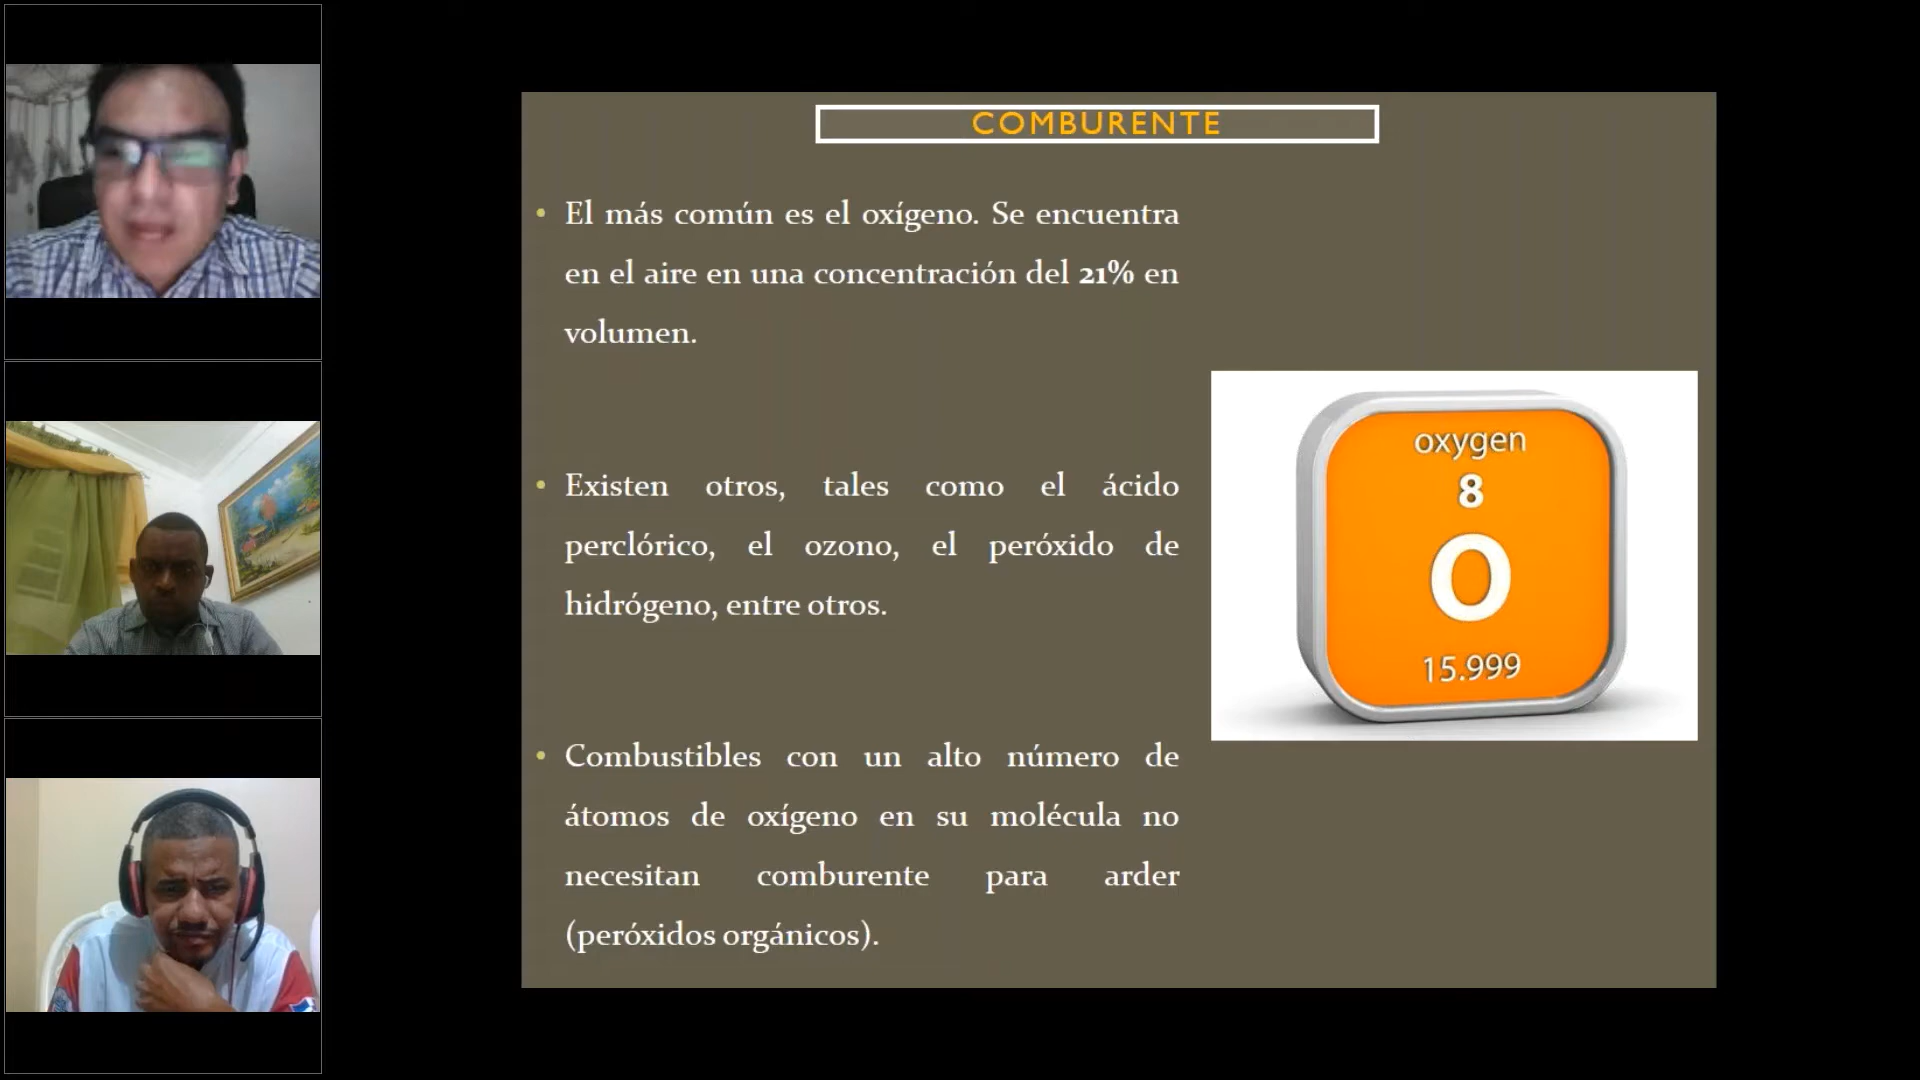 COMBURENTE
• El más común es el oxígeno. Se encuentra
en el aire en una concentración del 21% en
volumen.
• Existen otros, tales como el ácido
perclórico, el ozono, el peróxido de
hidrógeno, entre otros.
• Combustibles con un alto número de
átomos de oxígeno en su molécula no
necesitan comburente para arder
(peróxidos orgánicos).
oxygen
8
O
15.999